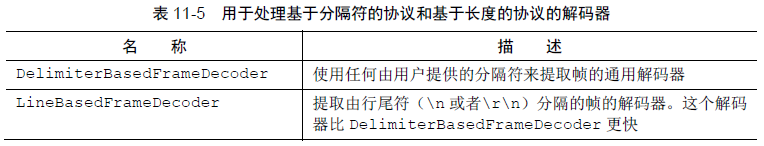 表 11-5 用于处理基于分隔符的协议和基于长度的协议的解码器
名 称 描 述
DelimiterBasedFrameDecoder 使用任何由用户提供的分隔符来提取帧的通用解码器
LineBasedFrameDecoder 提取由行尾符（\n 或者\r\n）分隔的帧的解码器。这个解码
器比 DelimiterBasedFrameDecoder 更快